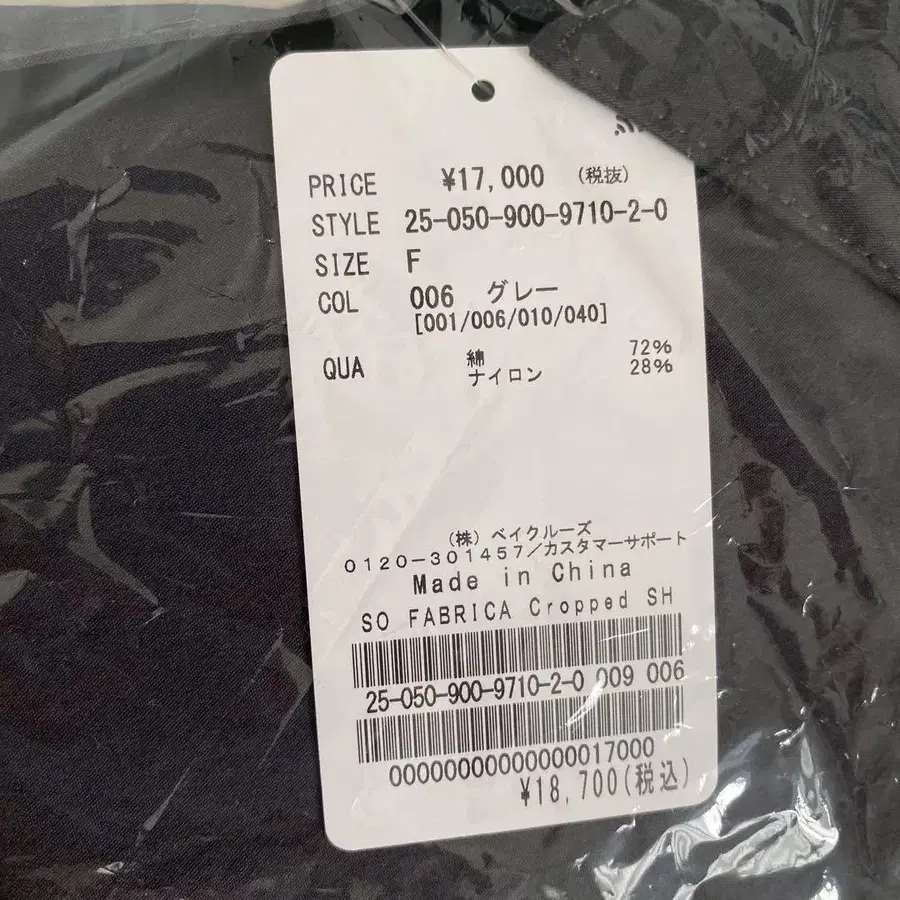 PRICE ¥17,000 (税抜)
STYLE 25-050-900-9710-2-0
SIZE F
COL 006 グレー
[001/006/010/040]
QUA 綿 72%
ナイロン 28%
(株)ベイクルーズ
0120-301457/カスタマーサポート
Made in China
SO FABRICA Cropped SH
25-050-900-9710-2-0 009 006
00000000000000017000
¥18,700(税込)